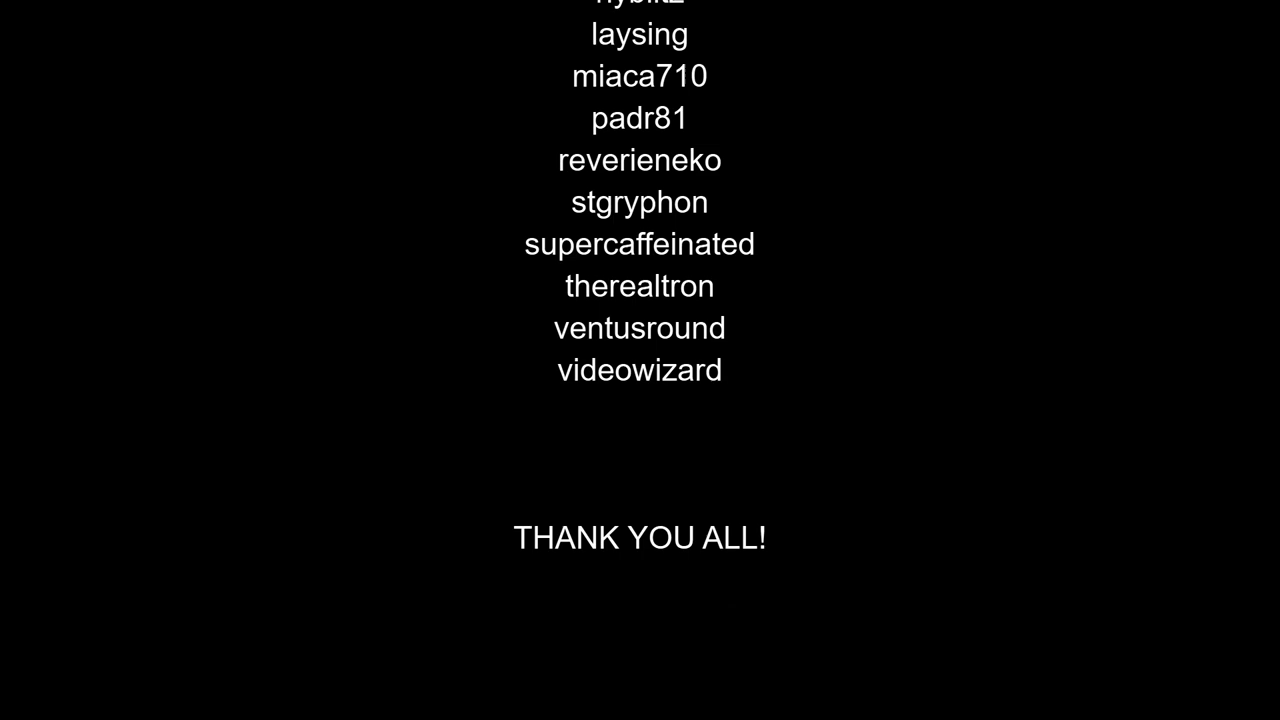 laysing
miaca710
padr81
reverieneko
stgryphon
supercaffeinated
therealtron
ventusround
videowizard
THANK YOU ALL!